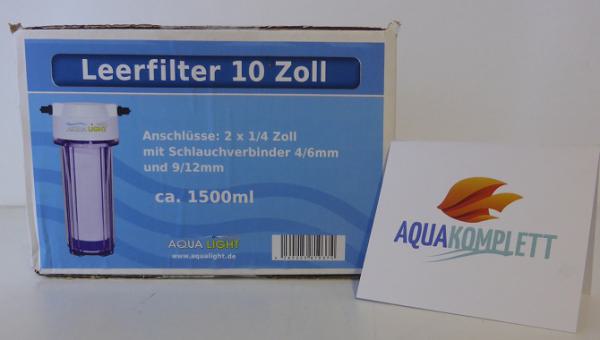 Leerfilter 10 Zoll
AQUA LIGHT
Anschlüsse: 2 x 1/4 Zoll
mit Schlauchverbinder 4/6mm
und 9/12mm
ca. 1500ml
AQUA LIGHT
www.aqualight.de
AQUAKOMPLETT